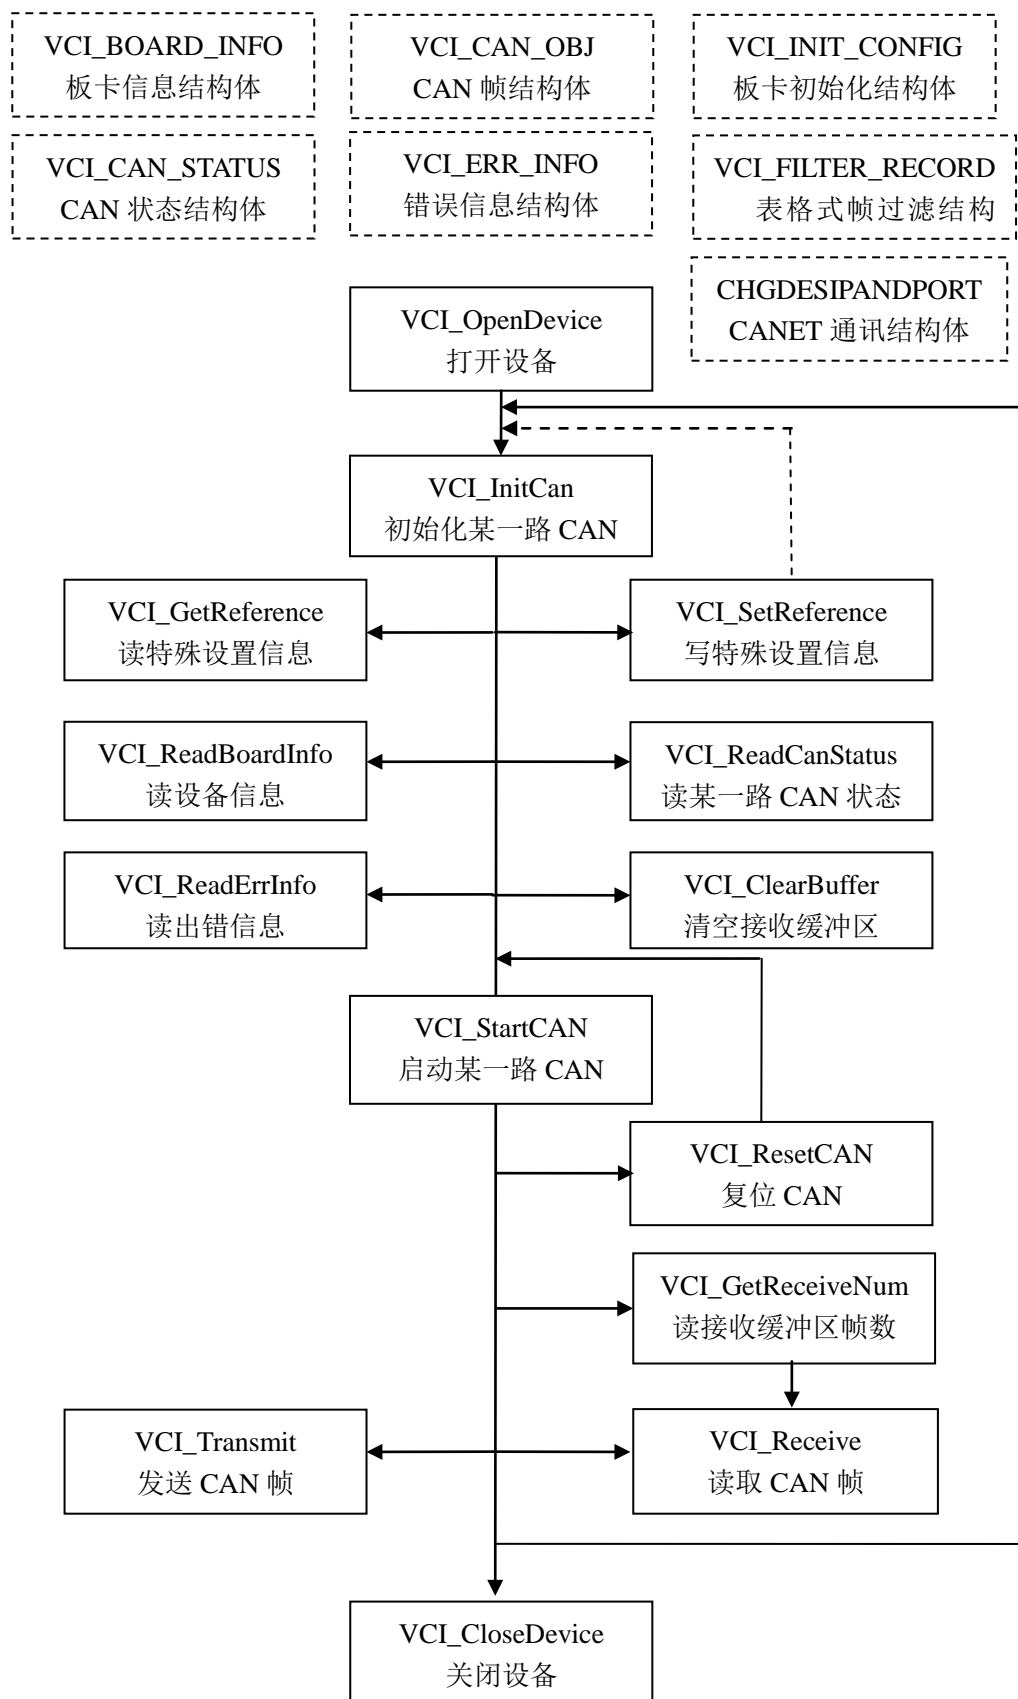 VCI_BOARD_INFO
板卡信息结构体
VCI_CAN_OBJ
CAN 帧结构体
VCI_INIT_CONFIG
板卡初始化结构体
VCI_CAN_STATUS
CAN 状态结构体
VCI_ERR_INFO
错误信息结构体
VCI_FILTER_RECORD
表格式帧过滤结构
CHGDESIPANDPORT
CANET 通讯结构体
VCI_OpenDevice
打开设备
VCI_InitCan
初始化某一路 CAN
VCI_GetReference
读特殊设置信息
VCI_SetReference
写特殊设置信息
VCI_ReadBoardInfo
读设备信息
VCI_ReadCanStatus
读某一路 CAN 状态
VCI_ReadErrInfo
读出错信息
VCI_ClearBuffer
清空接收缓冲区
VCI_StartCAN
启动某一路 CAN
VCI_ResetCAN
复位 CAN
VCI_GetReceiveNum
读接收缓冲区帧数
VCI_Transmit
发送 CAN 帧
VCI_Receive
读取 CAN 帧
VCI_CloseDevice
关闭设备